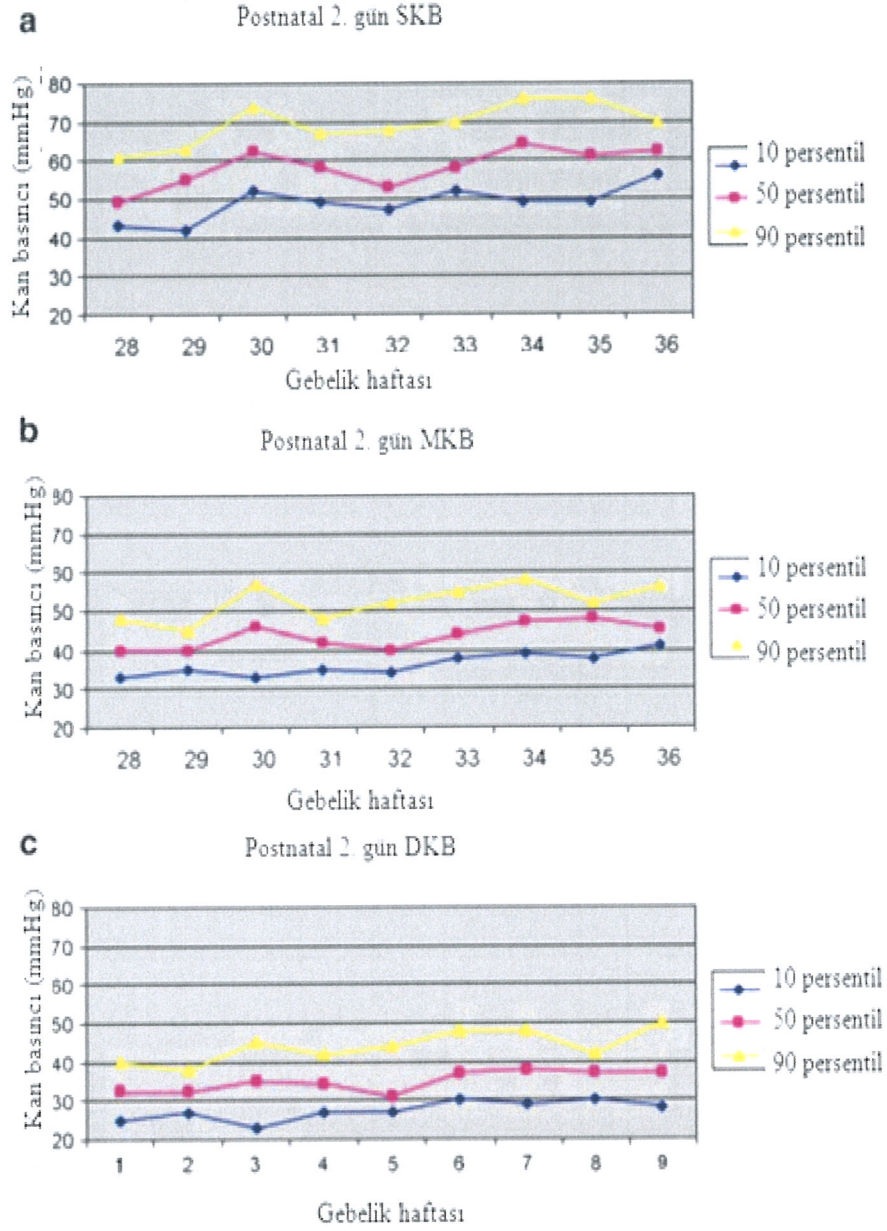 a
Postnatal 2. gün SKB
Kan basıncı (mmHg)
80
70
60
50
40
30
20
28 29 30 31 32 33 34 35 36
Gebelik haftası
10 persentil
50 persentil
90 persentil
b
Postnatal 2. gün MKB
Kan basıncı (mmHg)
80
70
60
50
40
30
20
28 29 30 31 32 33 34 35 36
Gebelik haftası
10 persentil
50 persentil
90 persentil
c
Postnatal 2. gün DKB
Kan basıncı (mmHg)
80
70
60
50
40
30
20
1 2 3 4 5 6 7 8 9
Gebelik haftası
10 persentil
50 persentil
90 persentil